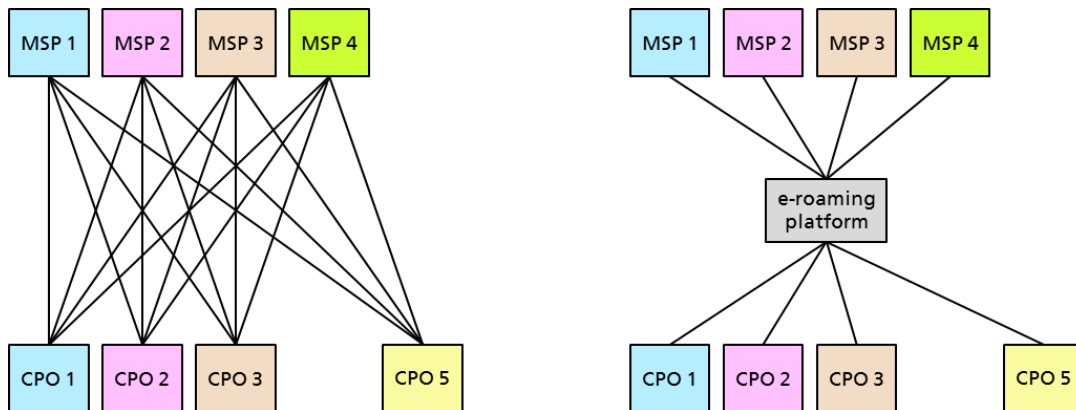 MSP 1 MSP 2 MSP 3 MSP 4
MSP 1 MSP 2 MSP 3 MSP 4
e-roaming
platform
CPO 1 CPO 2 CPO 3 CPO 5
CPO 1 CPO 2 CPO 3 CPO 5